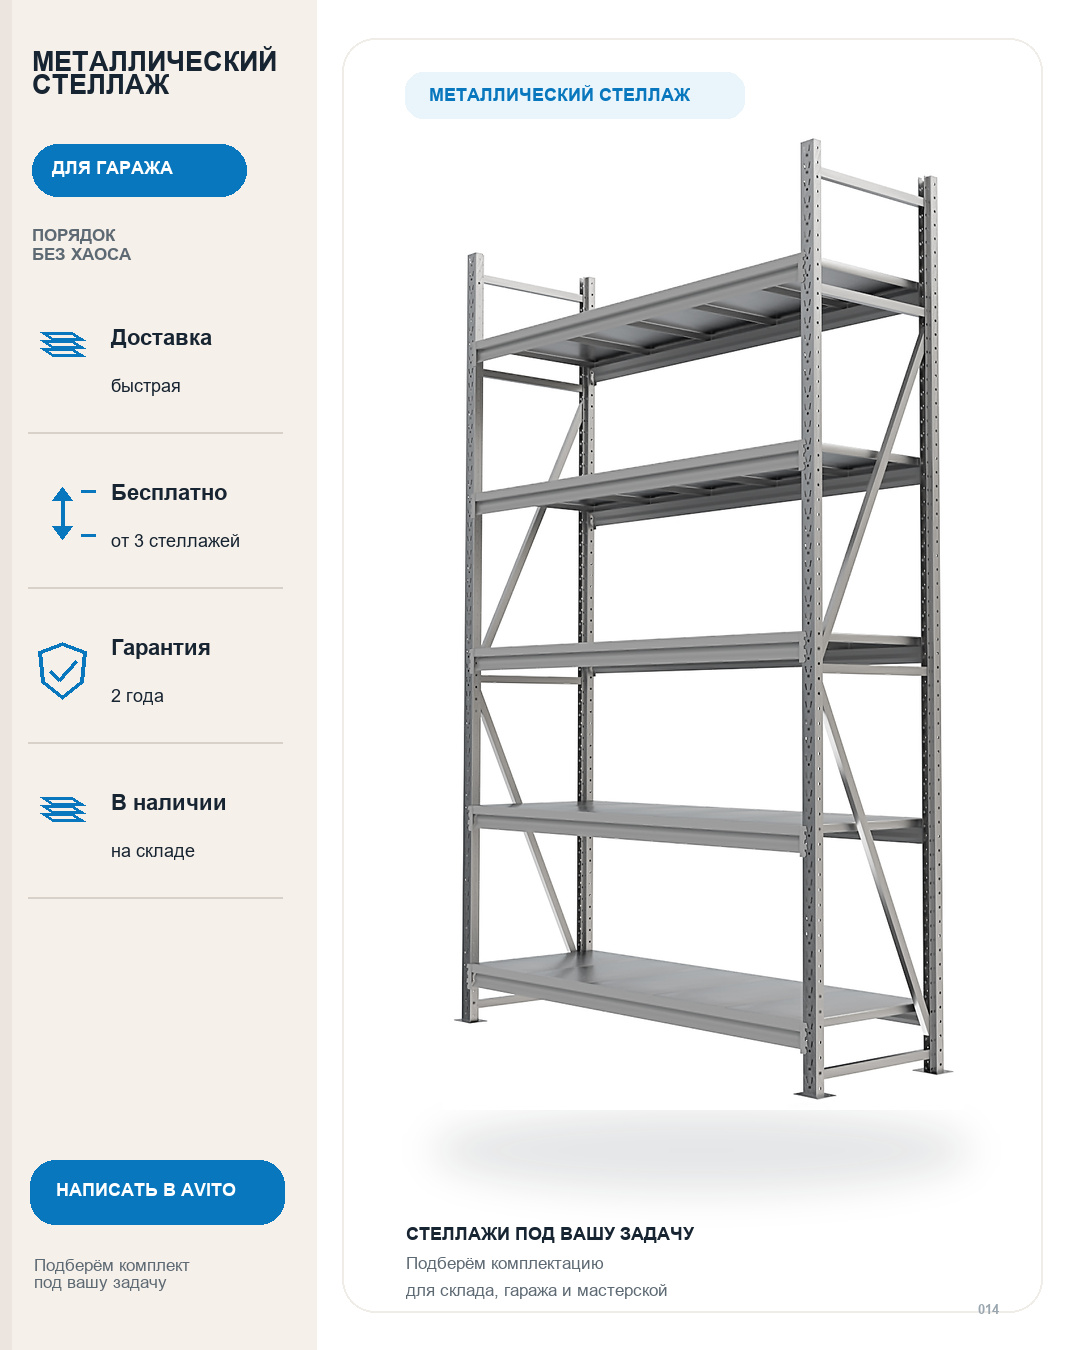 МЕТАЛЛИЧЕСКИЙ
СТЕЛЛАЖ
ДЛЯ ГАРАЖА
ПОРЯДОК
БЕЗ ХАОСА
Доставка
быстрая
Бесплатно
от 3 стеллажей
Гарантия
2 года
В наличии
на складе
НАПИСАТЬ В AVITO
Подберём комплект
под вашу задачу
МЕТАЛЛИЧЕСКИЙ СТЕЛЛАЖ
СТЕЛЛАЖИ ПОД ВАШУ ЗАДАЧУ
Подберём комплектацию
для склада, гаража и мастерской
014